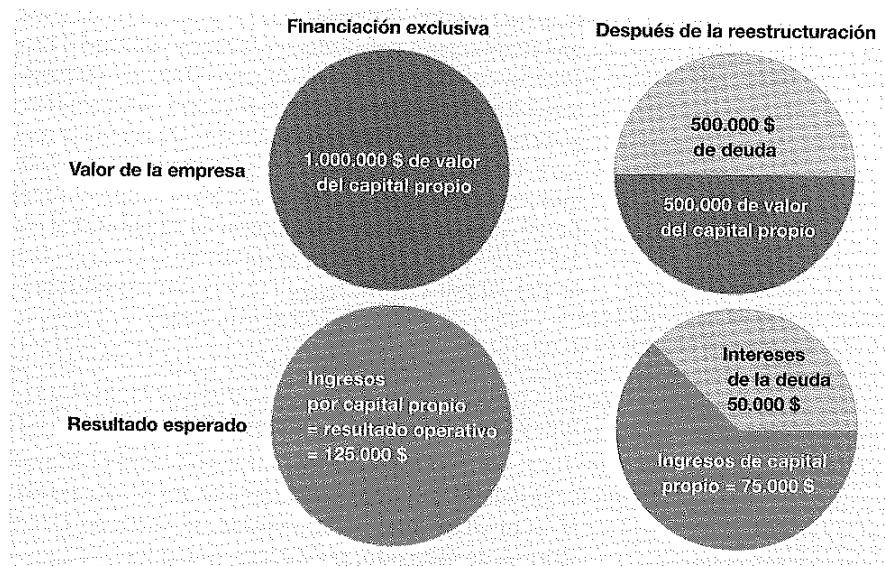 Financiación exclusiva
Después de la reestructuración
Valor de la empresa
1.000.000 $ de valor
del capital propio
500.000 $
de deuda
500.000 de valor
del capital propio
Resultado esperado
Ingresos
por capital propio
= resultado operativo
= 125.000 $
Intereses
de la deuda
50.000 $
Ingresos de capital
propio = 75.000 $